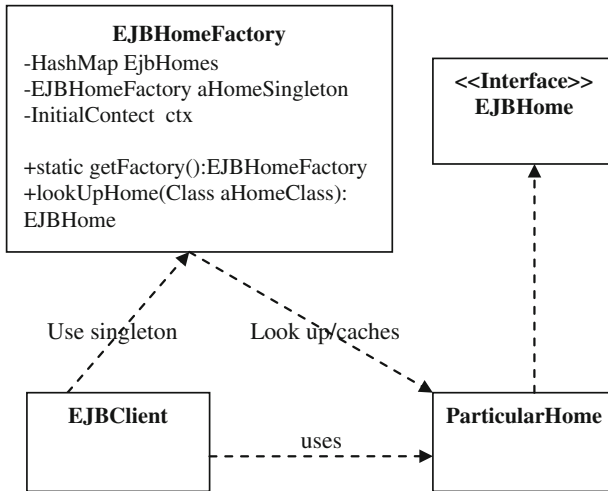 EJBHomeFactory
-HashMap EjbHomes
-EJBHomeFactory aHomeSingleton
-InitialContect ctx
+static getFactory():EJBHomeFactory
+lookUpHome(Class aHomeClass):
EJBHome
<<Interface>>
EJBHome
Use singleton
Look up/caches
EJBClient
uses
ParticularHome